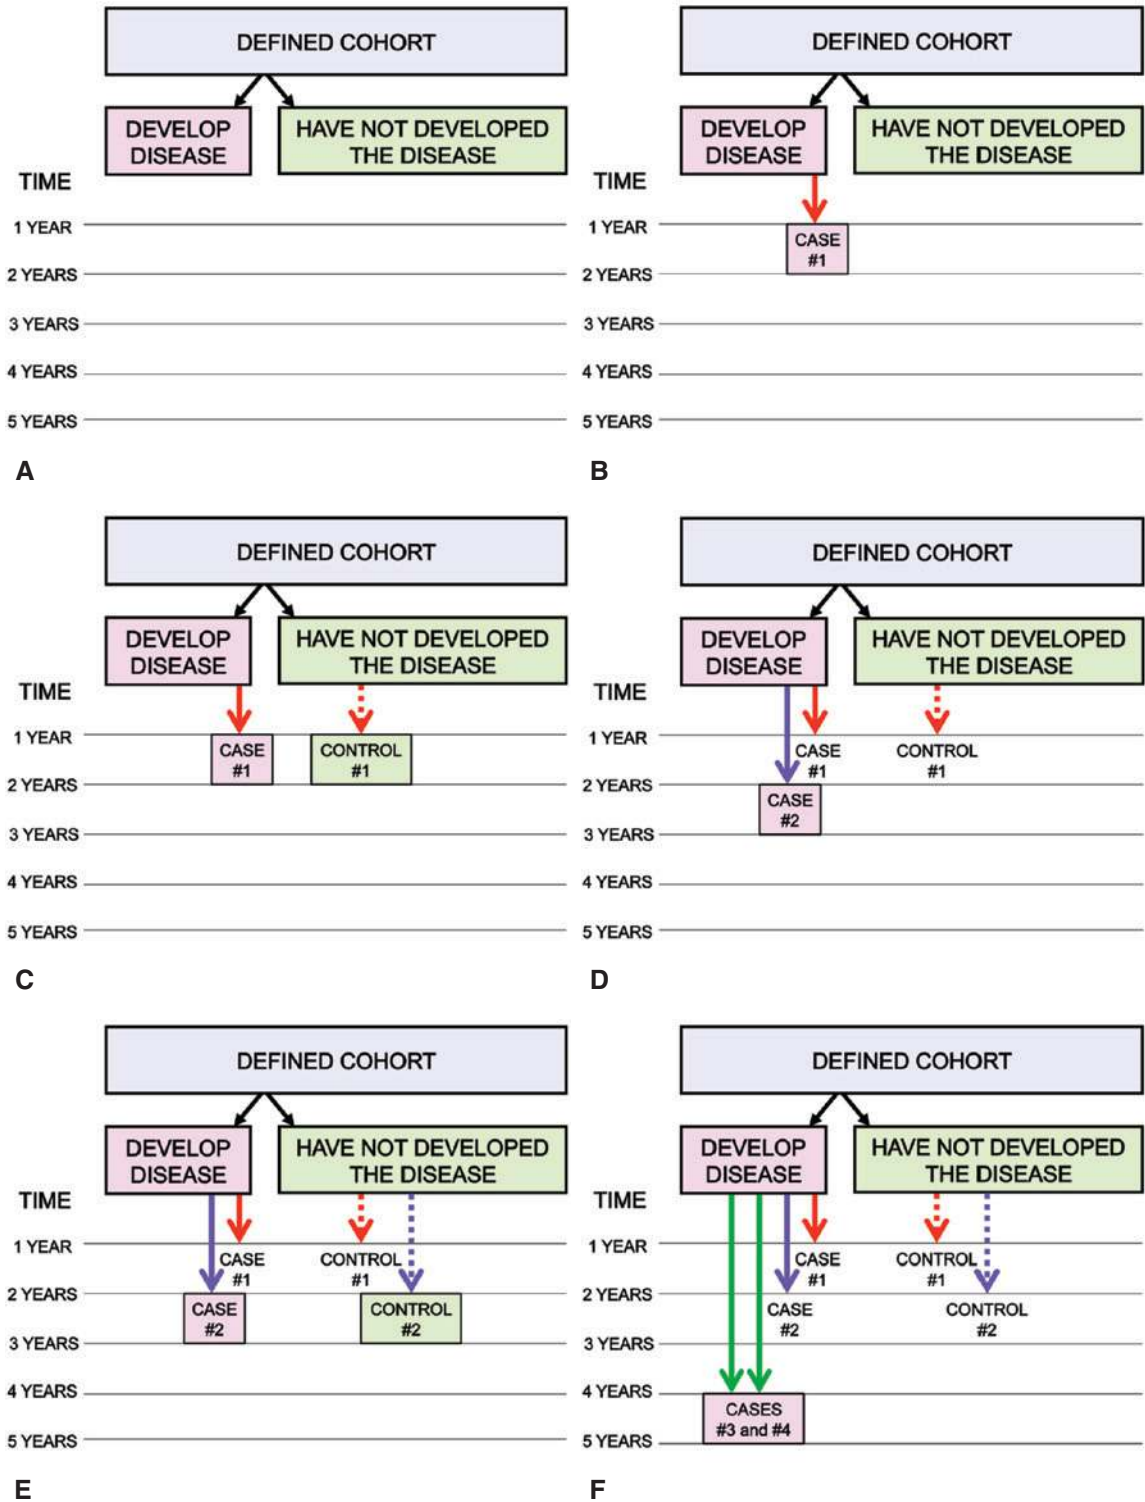 DEFINED COHORT
DEVELOP
DISEASE
HAVE NOT DEVELOPED
THE DISEASE
TIME
1 YEAR
2 YEARS
3 YEARS
4 YEARS
5 YEARS
A
DEFINED COHORT
DEVELOP
DISEASE
HAVE NOT DEVELOPED
THE DISEASE
TIME
1 YEAR
CASE
#1
2 YEARS
3 YEARS
4 YEARS
5 YEARS
B
DEFINED COHORT
DEVELOP
DISEASE
HAVE NOT DEVELOPED
THE DISEASE
TIME
1 YEAR
CASE
#1
CONTROL
#1
2 YEARS
3 YEARS
4 YEARS
5 YEARS
C
DEFINED COHORT
DEVELOP
DISEASE
HAVE NOT DEVELOPED
THE DISEASE
TIME
1 YEAR
CASE
#1
CONTROL
#1
2 YEARS
CASE
#2
3 YEARS
4 YEARS
5 YEARS
D
DEFINED COHORT
DEVELOP
DISEASE
HAVE NOT DEVELOPED
THE DISEASE
TIME
1 YEAR
CASE
#1
CONTROL
#1
2 YEARS
CASE
#2
CONTROL
#2
3 YEARS
4 YEARS
5 YEARS
E
DEFINED COHORT
DEVELOP
DISEASE
HAVE NOT DEVELOPED
THE DISEASE
TIME
1 YEAR
CASE
#1
CONTROL
#1
2 YEARS
CASE
#2
CONTROL
#2
3 YEARS
4 YEARS
CASES
#3 and #4
5 YEARS
F